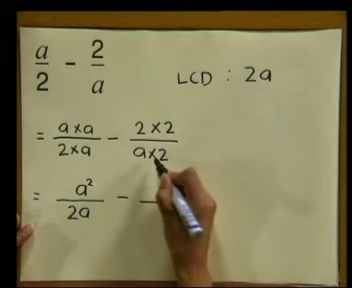 a/2 - 2/a
LCD : 2a
= a×a/2×a - 2×2/a×2
= a²/2a -